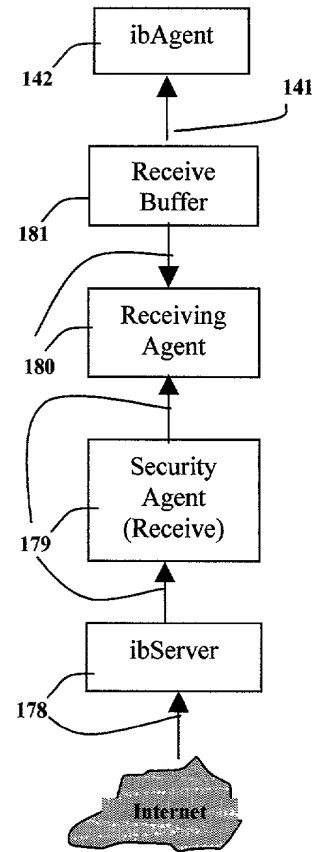 ibAgent
142
141
Receive
Buffer
181
Receiving
Agent
180
Security
Agent
(Receive)
179
ibServer
178
Internet